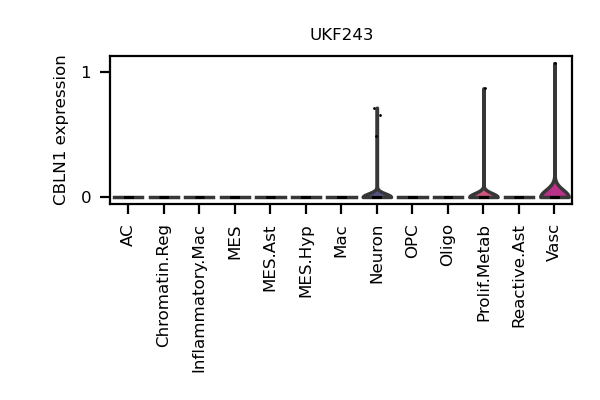 UKF243
CBLN1 expression
1
0
AC
Chromatin.Reg
Inflammatory.Mac
MES
MES.Ast
MES.Hyp
Mac
Neuron
OPC
Oligo
Prolif.Metab
Reactive.Ast
Vasc